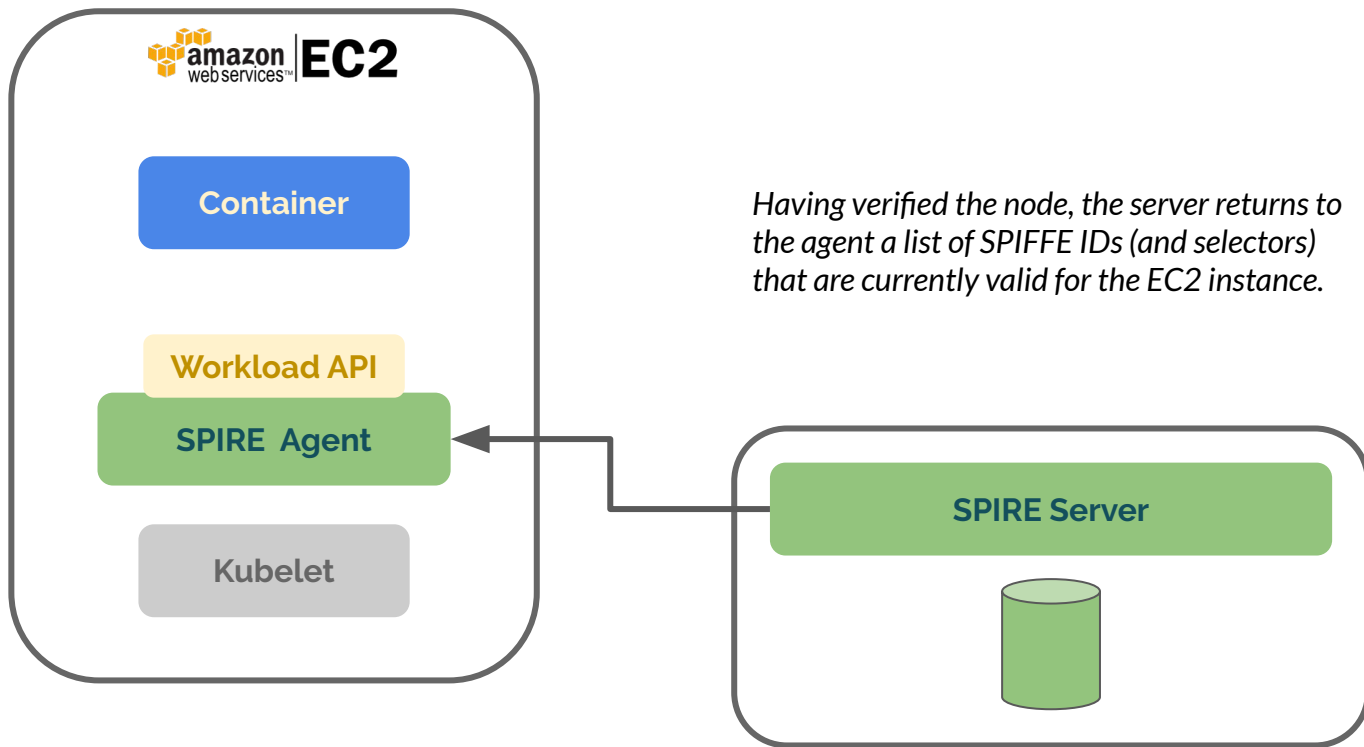 amazon
web services™
EC2
Container
Having verified the node, the server returns to
the agent a list of SPIFFE IDs (and selectors)
that are currently valid for the EC2 instance.
Workload API
SPIRE Agent
SPIRE Server
Kubelet